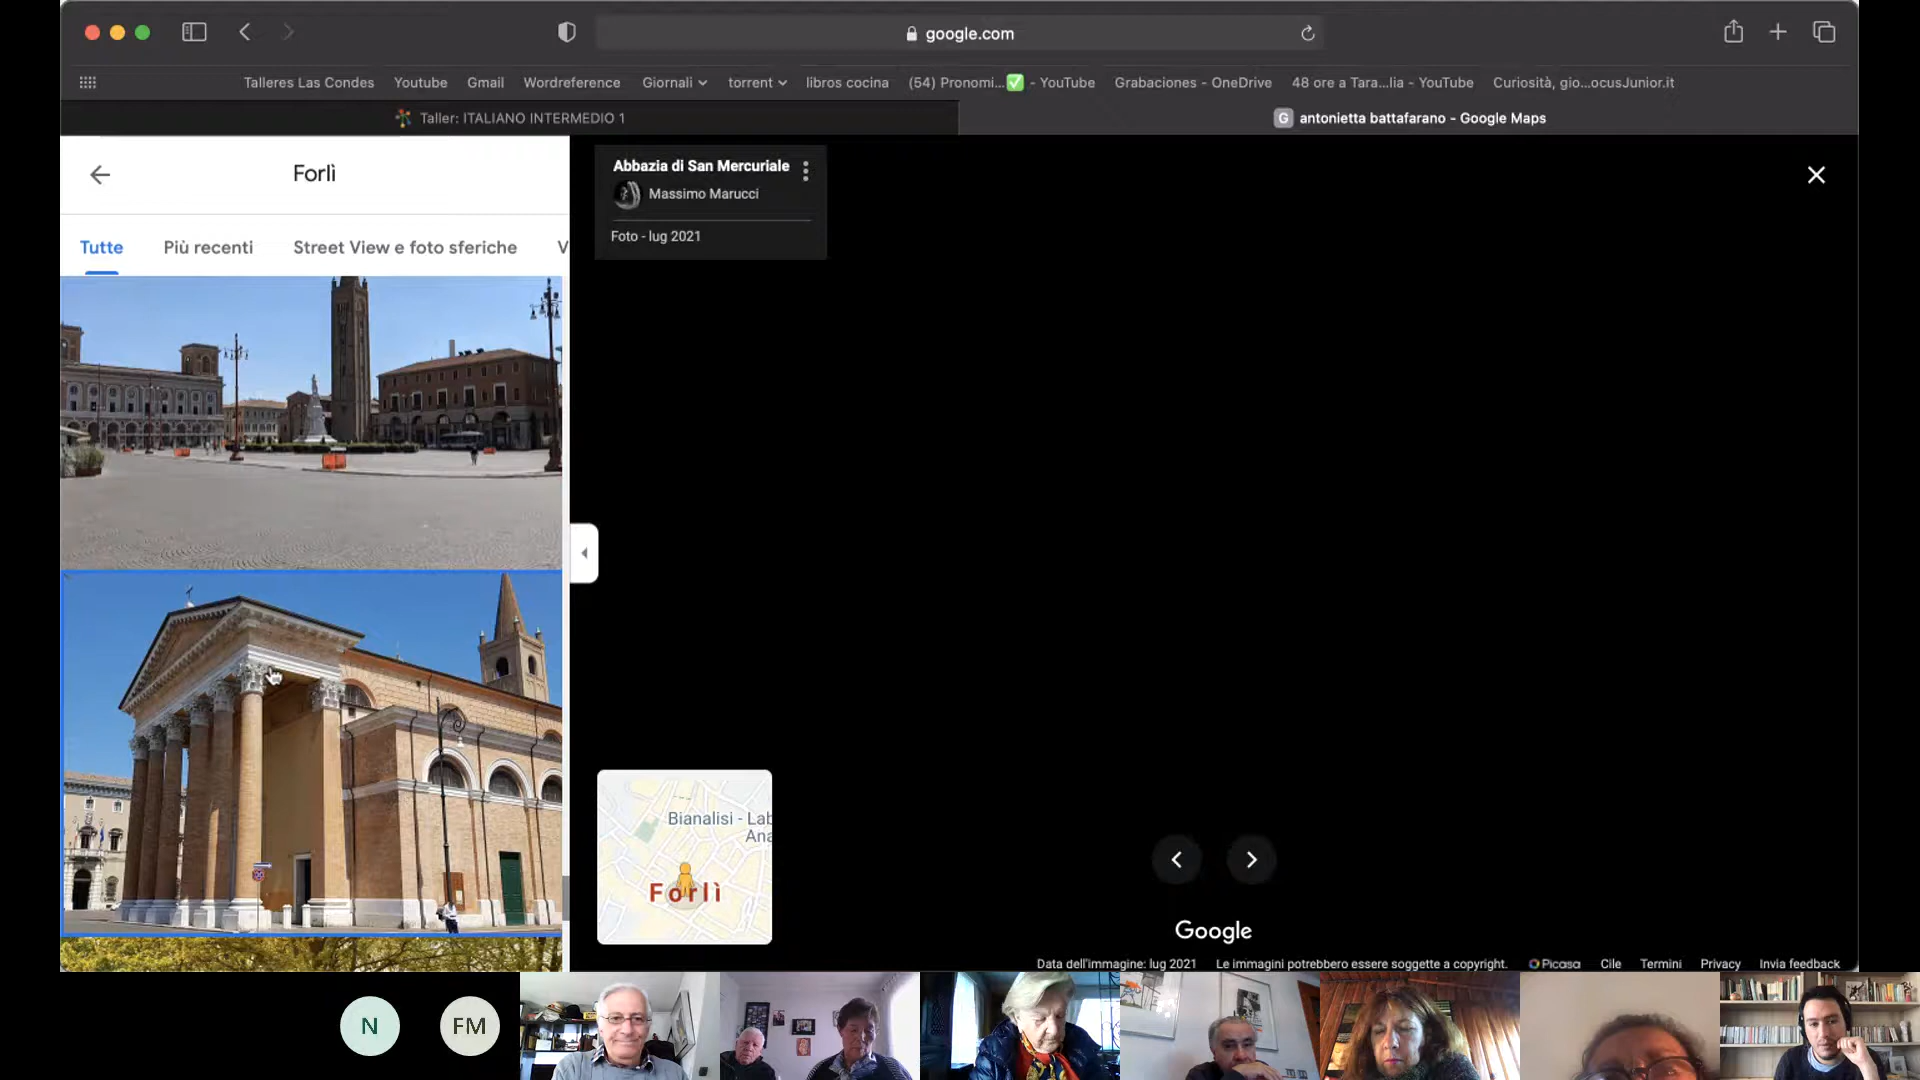 google.com
Talleres Las Condes Youtube Gmail Wordreference Giornali torrent libros cocina (54) Pronomi...✅ - YouTube Grabaciones - OneDrive 48 ore a Tara...lia - YouTube Curiosità, gio...ocusJunior.it
Taller: ITALIANO INTERMEDIO 1
G antonietta battafarano - Google Maps
Forlì
Tutte Più recenti Street View e foto sferiche V
Abbazia di San Mercuriale
Massimo Marucci
Foto - lug 2021
Bianalisi - Lab
Ana
Forlì
Google
Data dell'immagine: lug 2021 Le immagini potrebbero essere soggette a copyright. Picasa Cile Termini Privacy Invia feedback
N FM